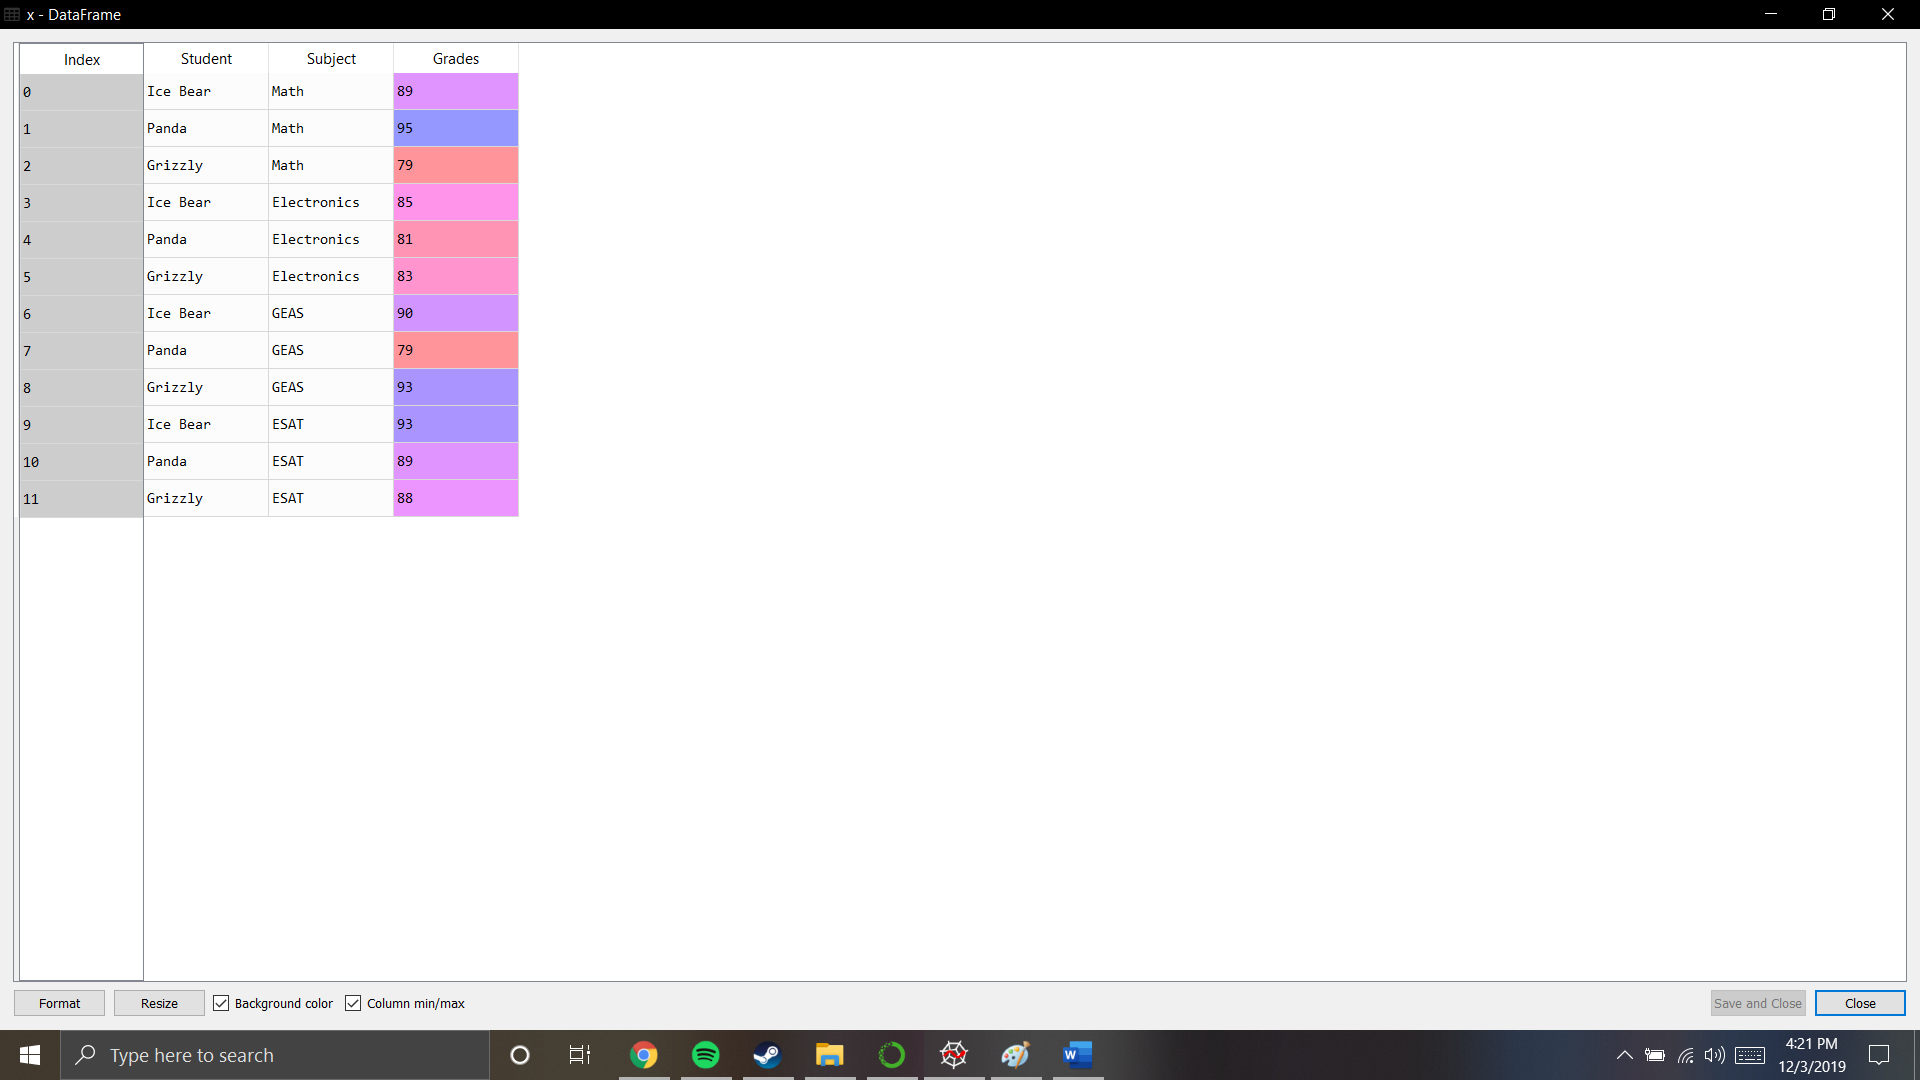 x - DataFrame
Index Student Subject Grades
0 Ice Bear Math 89
1 Panda Math 95
2 Grizzly Math 79
3 Ice Bear Electronics 85
4 Panda Electronics 81
5 Grizzly Electronics 83
6 Ice Bear GEAS 90
7 Panda GEAS 79
8 Grizzly GEAS 93
9 Ice Bear ESAT 93
10 Panda ESAT 89
11 Grizzly ESAT 88
Format Resize Background color Column min/max Save and Close Close
Type here to search
W
4:21 PM
12/3/2019